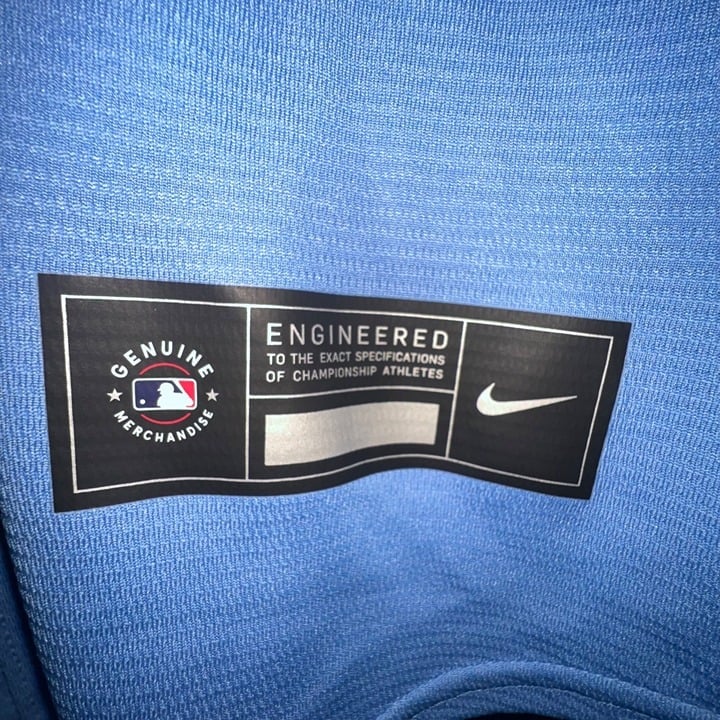 GENUINE
MERCHANDISE
ENGINEERED
TO THE EXACT SPECIFICATIONS
OF CHAMPIONSHIP ATHLETES